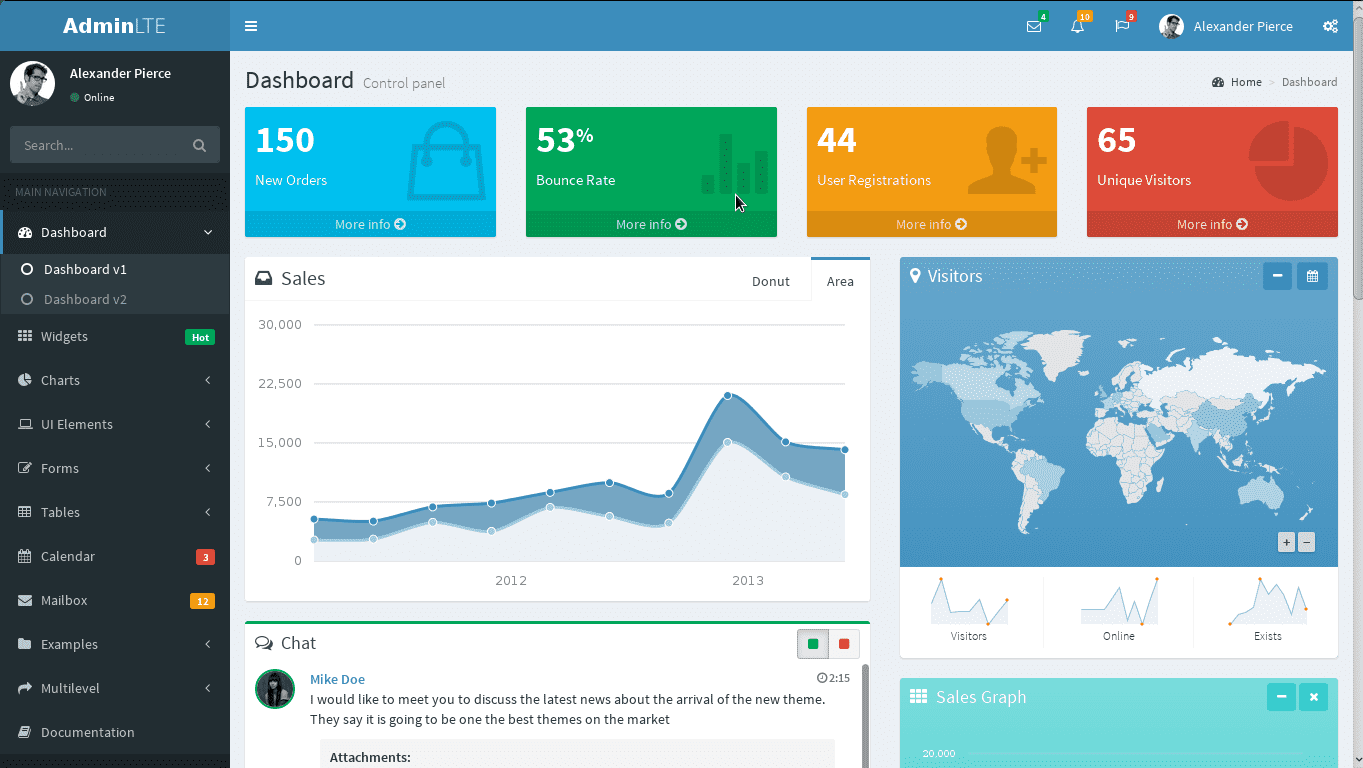 AdminLTE
4
10
9
Alexander Pierce
Alexander Pierce
Online
Search...
MAIN NAVIGATION
Dashboard
Dashboard v1
Dashboard v2
Widgets Hot
Charts
UI Elements
Forms
Tables
Calendar 3
Mailbox 12
Examples
Multilevel
Documentation
Dashboard Control panel
Home > Dashboard
150
New Orders
More info
53%
Bounce Rate
More info
44
User Registrations
More info
65
Unique Visitors
More info
Sales
Donut
Area
30,000
22,500
15,000
7,500
0
2012
2013
Visitors
+ −
Visitors
Online
Exists
Chat
Mike Doe
2:15
I would like to meet you to discuss the latest news about the arrival of the new theme.
They say it is going to be one the best themes on the market
Attachments:
Sales Graph
20,000